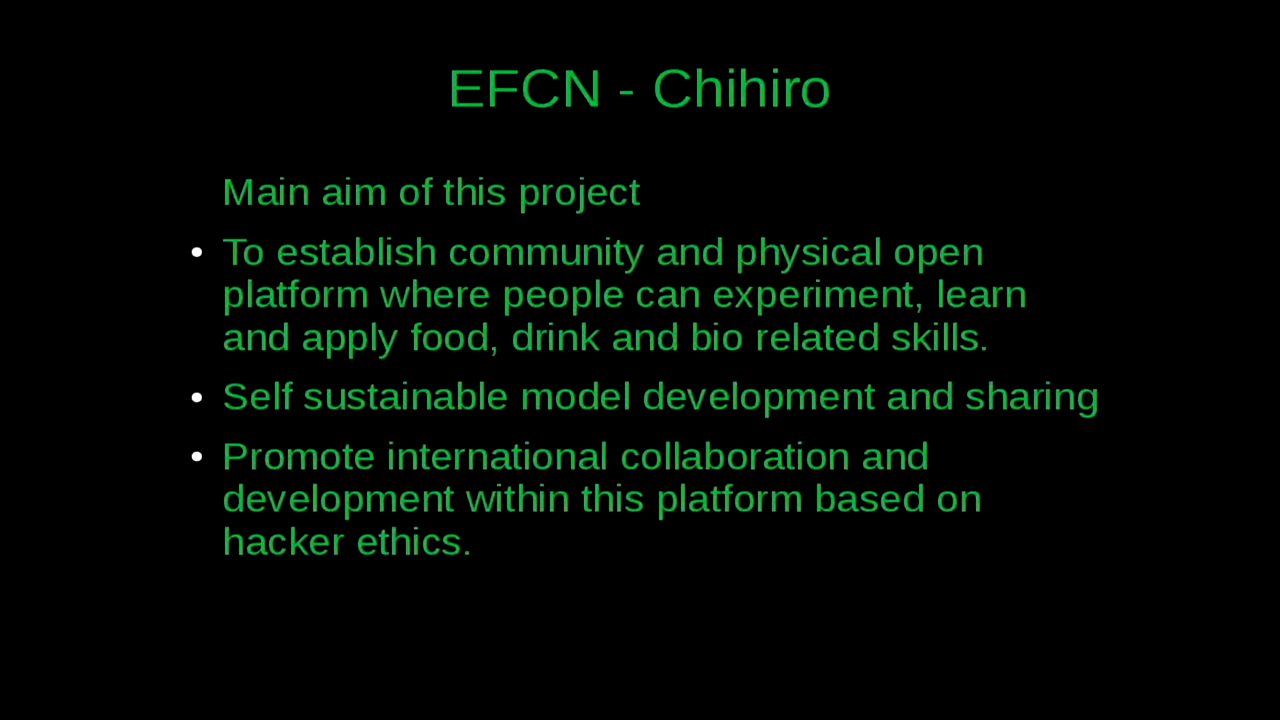 EFCN - Chihiro
Main aim of this project
• To establish community and physical open
platform where people can experiment, learn
and apply food, drink and bio related skills.
• Self sustainable model development and sharing
• Promote international collaboration and
development within this platform based on
hacker ethics.